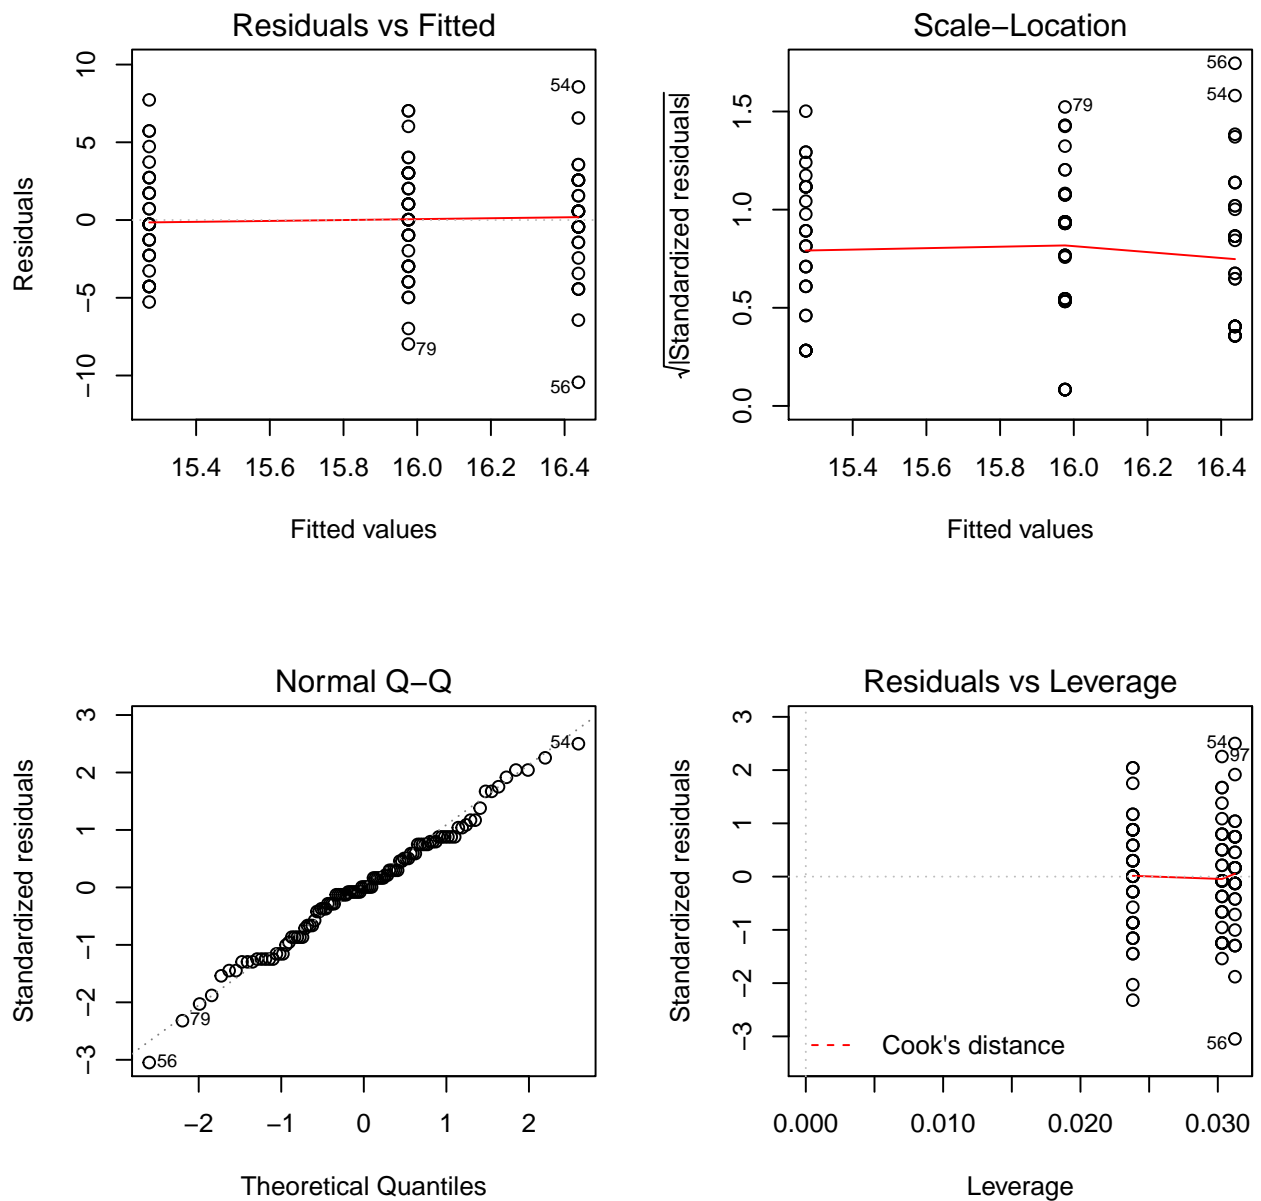 Residuals vs Fitted
10
5
0
−5
−10
Residuals
54
79
56
15.4 15.6 15.8 16.0 16.2 16.4
Fitted values
Scale−Location
1.5
1.0
0.5
0.0
√|Standardized residuals|
56
54
79
15.4 15.6 15.8 16.0 16.2 16.4
Fitted values
Normal Q−Q
3
2
1
0
−1
−2
−3
Standardized residuals
54
79
56
−2 −1 0 1 2
Theoretical Quantiles
Residuals vs Leverage
3
2
1
0
−1
−2
−3
Standardized residuals
54
97
56
Cook's distance
0.000 0.010 0.020 0.030
Leverage